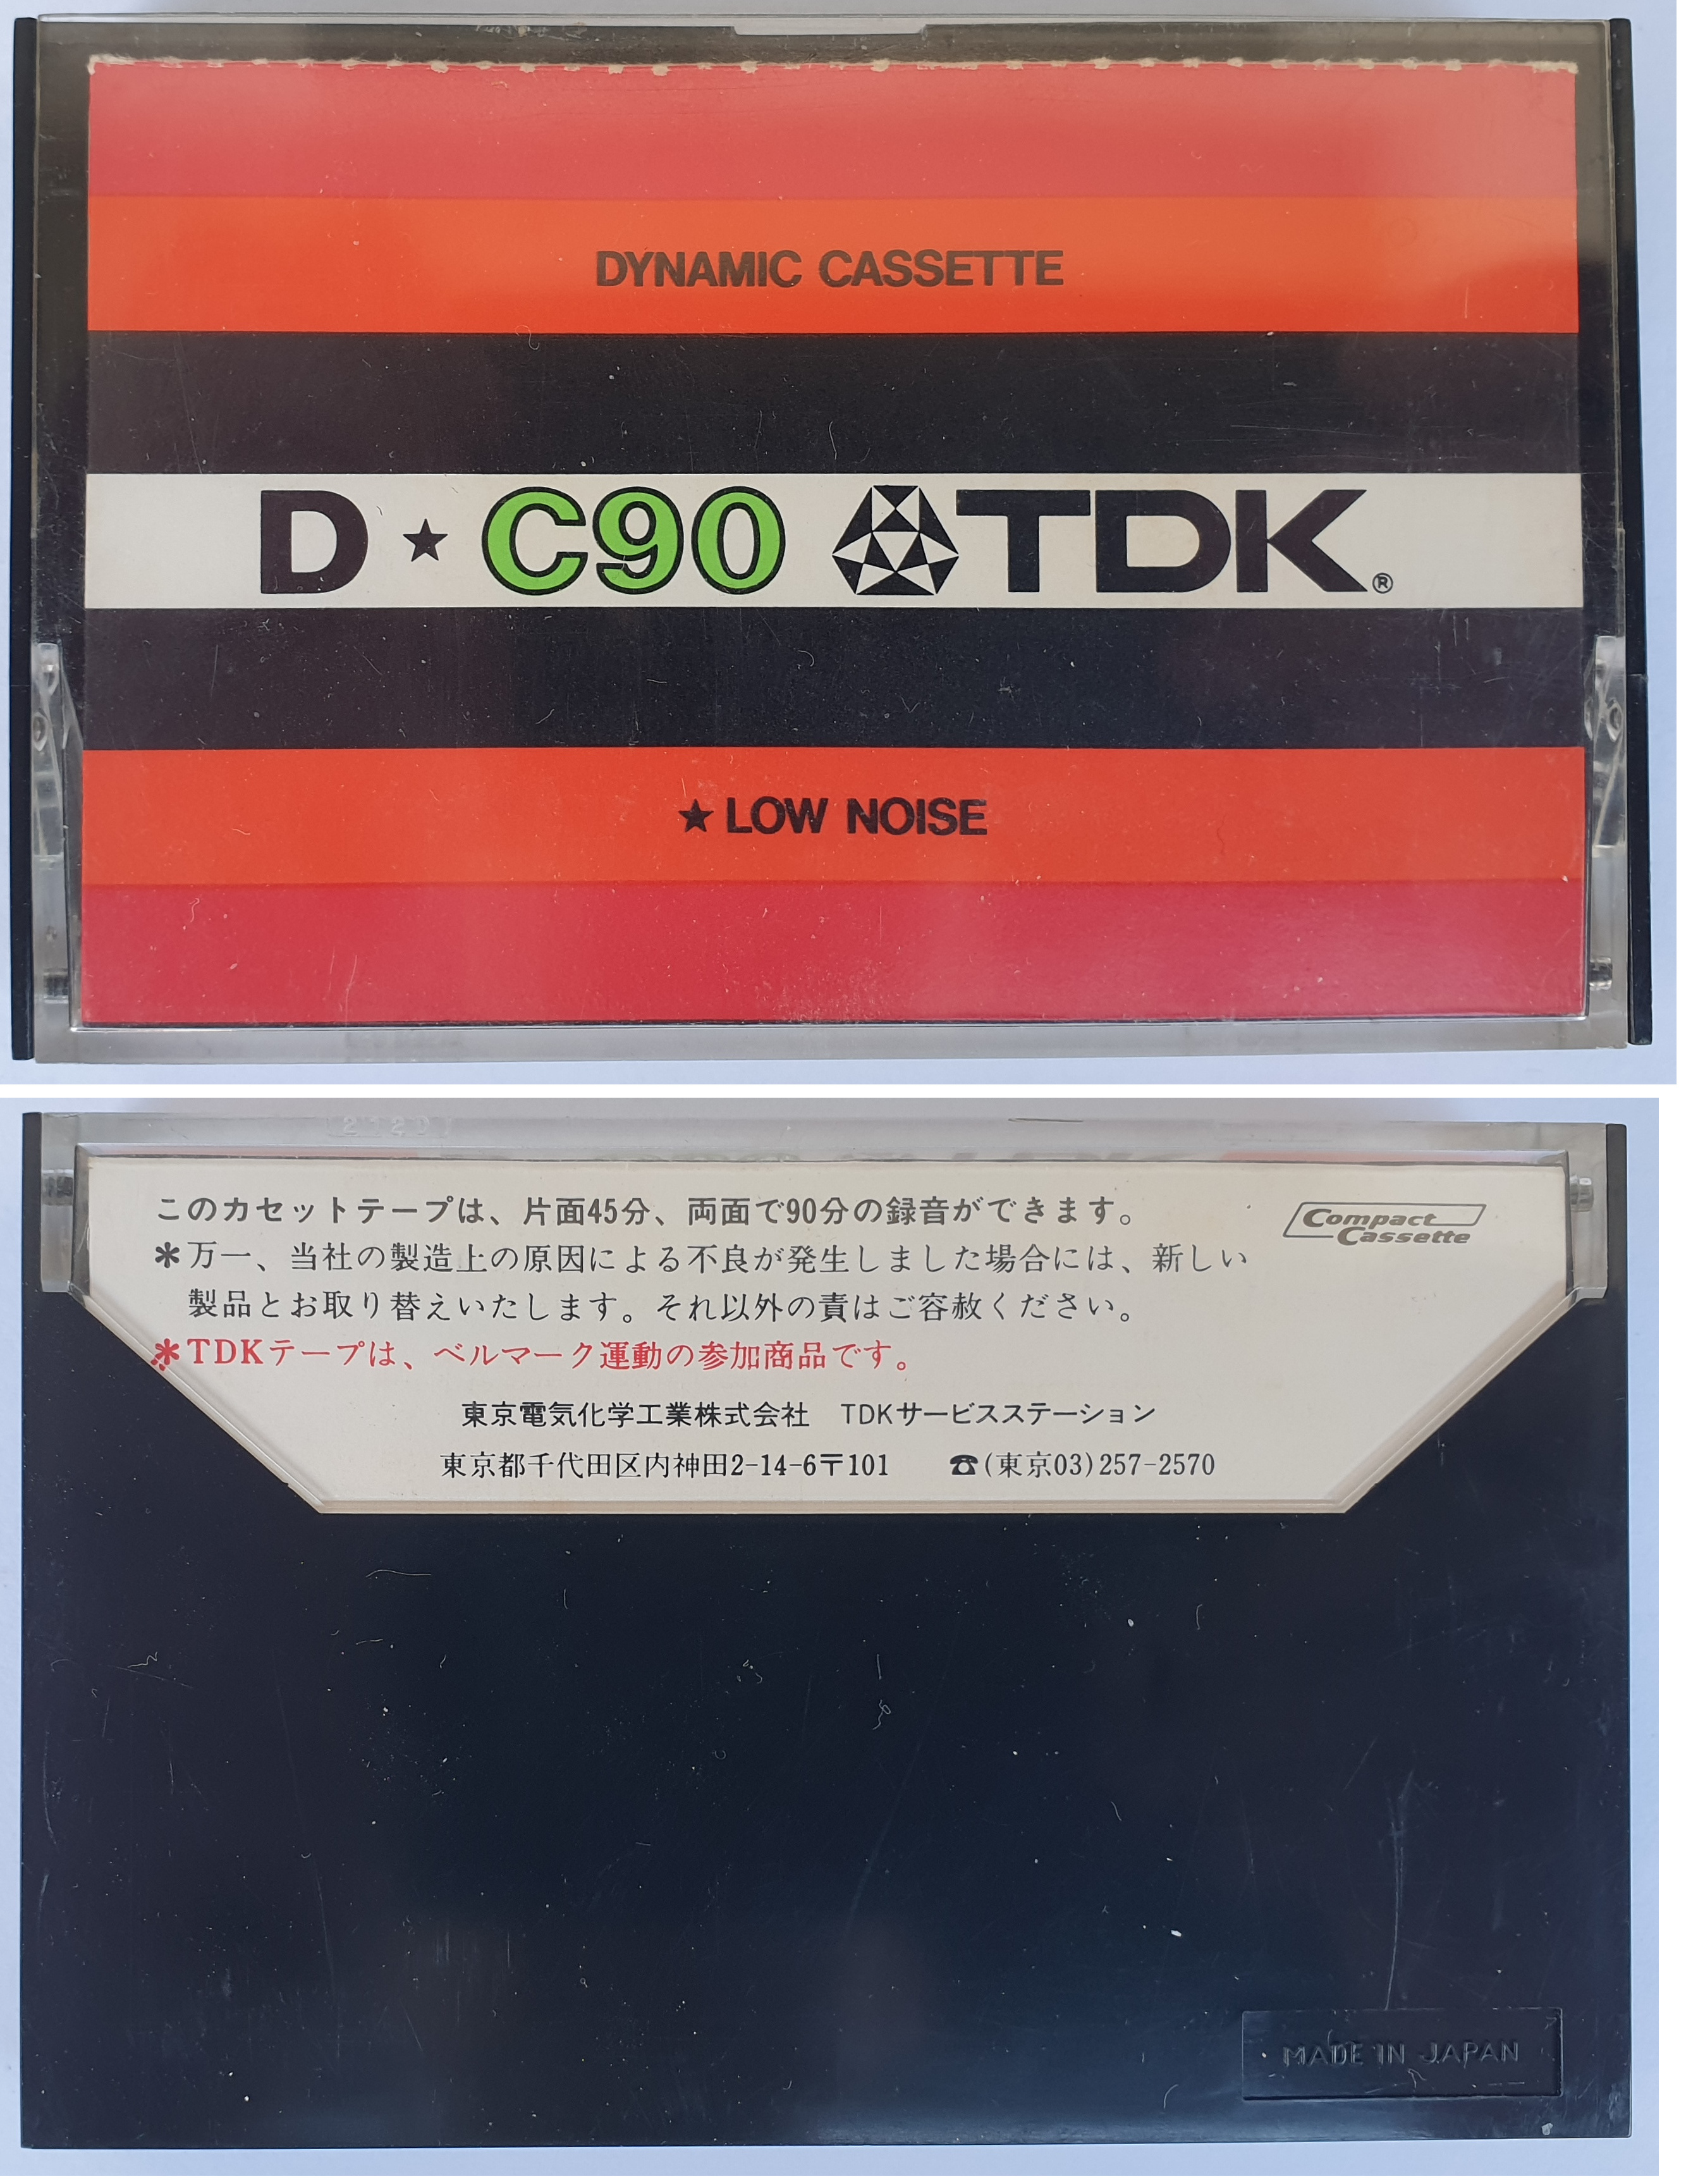 DYNAMIC CASSETTE
D★C90 TDK®
★LOW NOISE
このカセットテープは、片面45分、両面で90分の録音ができます。
Compact
Cassette
＊万一、当社の製造上の原因による不良が発生しました場合には、新しい
製品とお取り替えいたします。それ以外の責はご容赦ください。
＊TDKテープは、ベルマーク運動の参加商品です。
東京電気化学工業株式会社　TDKサービスステーション
東京都千代田区内神田2-14-6〒101　☎(東京03)257-2570
MADE IN JAPAN